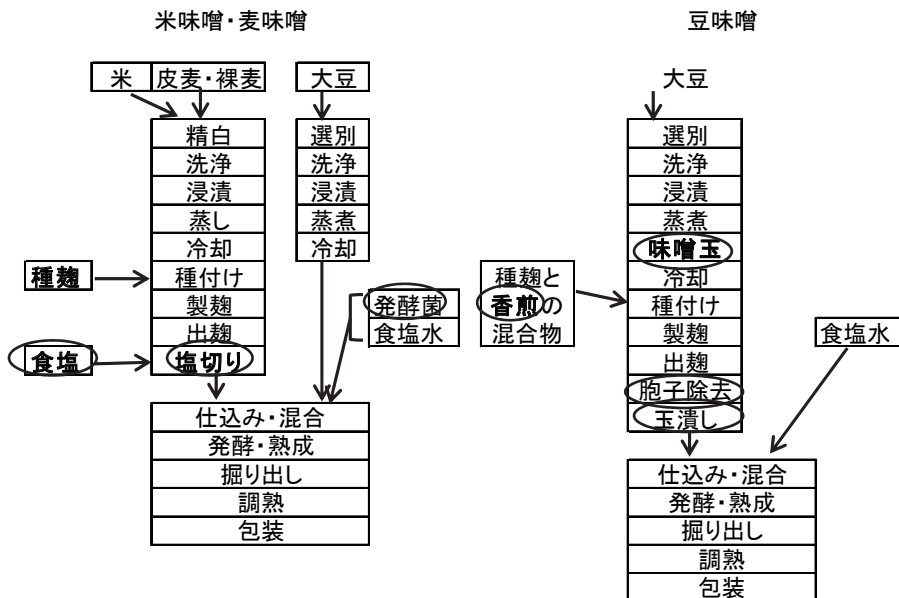 米味噌・麦味噌
米
皮麦・裸麦
大豆
精白
洗浄
浸漬
蒸し
冷却
種付け
製麹
出麹
塩切り
種麹
食塩
選別
洗浄
浸漬
蒸煮
冷却
発酵菌
食塩水
仕込み・混合
発酵・熟成
掘り出し
調熟
包装
豆味噌
大豆
選別
洗浄
浸漬
蒸煮
味噌玉
冷却
種付け
製麹
出麹
胞子除去
玉潰し
種麹と
香煎の
混合物
食塩水
仕込み・混合
発酵・熟成
掘り出し
調熟
包装